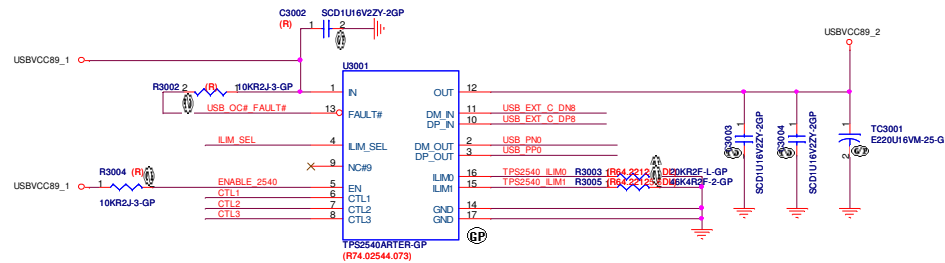 C3002 SCD1U16V2ZY-2GP
(R)
1 2
USBVCC89_2
USBVCC89_1
U3001
R3002 2 (R) 1 10KR2J-3-GP
1 IN
OUT 12
USB_OC#_FAULT#
13 FAULT#
DM_IN 11 USB_EXT_C_DN8
DP_IN 10 USB_EXT_C_DP8
ILIM_SEL
4 ILIM_SEL
DM_OUT 2 USB_PN0
DP_OUT 3 USB_PP0
9 NC#9
TC3003
SCD1U16V2ZY-2GP
TC3004
SCD1U16V2ZY-2GP
TC3001
E220U16VM-25-G
1 2
R3004 (R)
USBVCC89_1 1
10KR2J-3-GP
ENABLE_2540
5 EN
CTL1 6 CTL1
CTL2 7 CTL2
CTL3 8 CTL3
ILIM0 16 TPS2540_ILIM0 R3003 20KR2F-L-GP
ILIM1 15 TPS2540_ILIM1 R3005 46K4R2F-2-GP
GND 14
GND 17
GP
TPS2540ARTER-GP
(R74.02544.073)